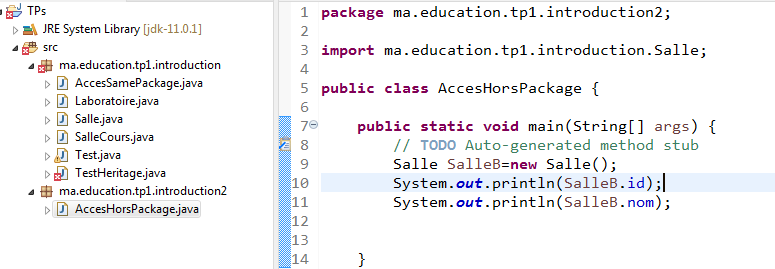 TPs
JRE System Library [jdk-11.0.1]
src
ma.education.tp1.introduction
AccesSamePackage.java
Laboratoire.java
Salle.java
SalleCours.java
Test.java
TestHeritage.java
ma.education.tp1.introduction2
AccesHorsPackage.java
1 package ma.education.tp1.introduction2;
2
3 import ma.education.tp1.introduction.Salle;
4
5 public class AccesHorsPackage {
6
7 public static void main(String[] args) {
8 // TODO Auto-generated method stub
9 Salle SalleB=new Salle();
10 System.out.println(SalleB.id);
11 System.out.println(SalleB.nom);
12
13
14 }